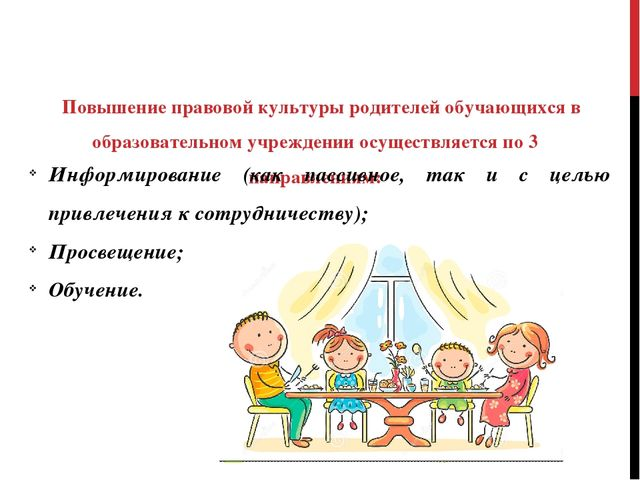 Повышение правовой культуры родителей обучающихся в
образовательном учреждении осуществляется по 3
направлениям:
Информирование (как пассивное, так и с целью
привлечения к сотрудничеству);
Просвещение;
Обучение.